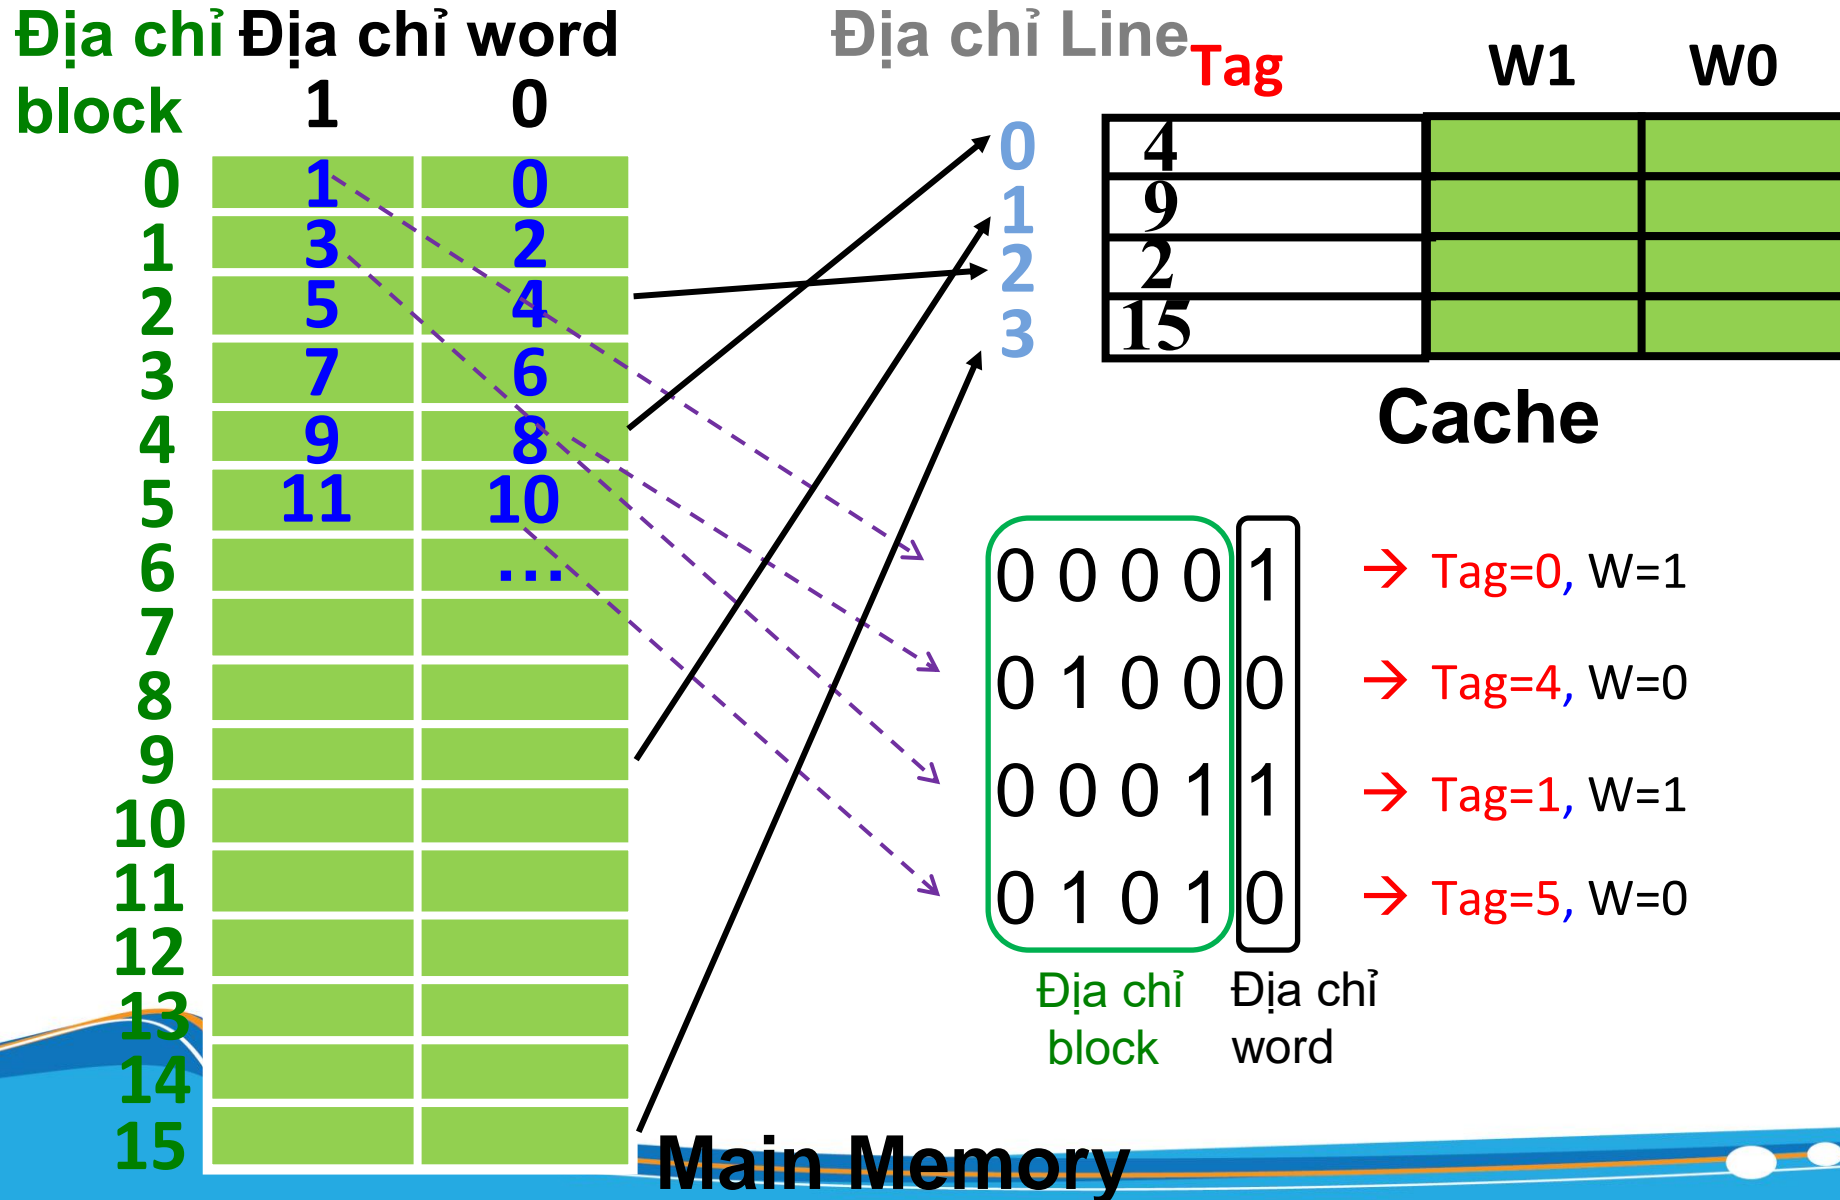 Địa chỉ Địa chỉ word
block 1 0
0 1 0
1 3 2
2 5 4
3 7 6
4 9 8
5 11 10
6 ...
7
8
9
10
11
12
13
14
15
Main Memory
Địa chỉ Line Tag W1 W0
0 4
1 9
2 2
3 15
Cache
0 0 0 0 1 → Tag=0, W=1
0 1 0 0 0 → Tag=4, W=0
0 0 0 1 1 → Tag=1, W=1
0 1 0 1 0 → Tag=5, W=0
Địa chỉ block
Địa chỉ word